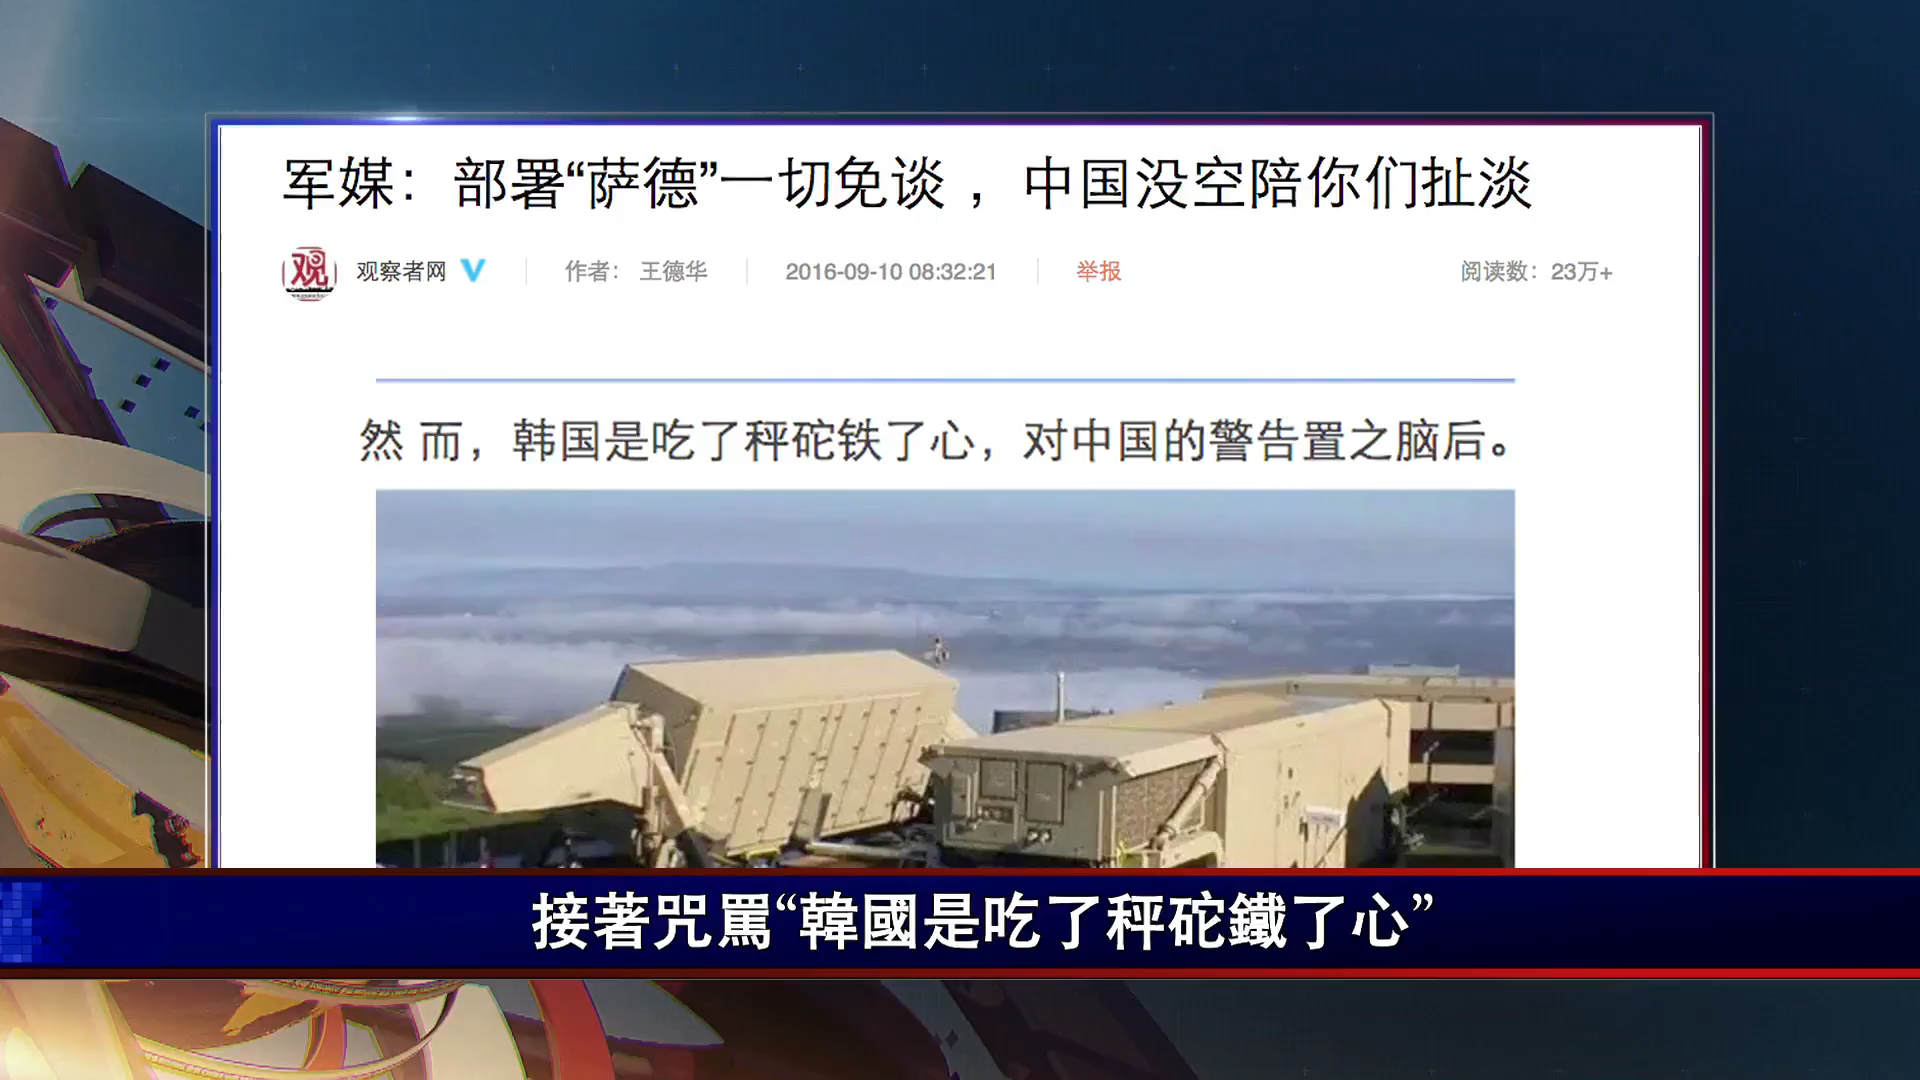 军媒：部署“萨德”一切免谈，中国没空陪你们扯淡
观 观察者网 作者： 王德华 2016-09-10 08:32:21 举报 阅读数：23万+
然 而，韩国是吃了秤砣铁了心，对中国的警告置之脑后。
接著咒罵“韓國是吃了秤砣鐵了心”